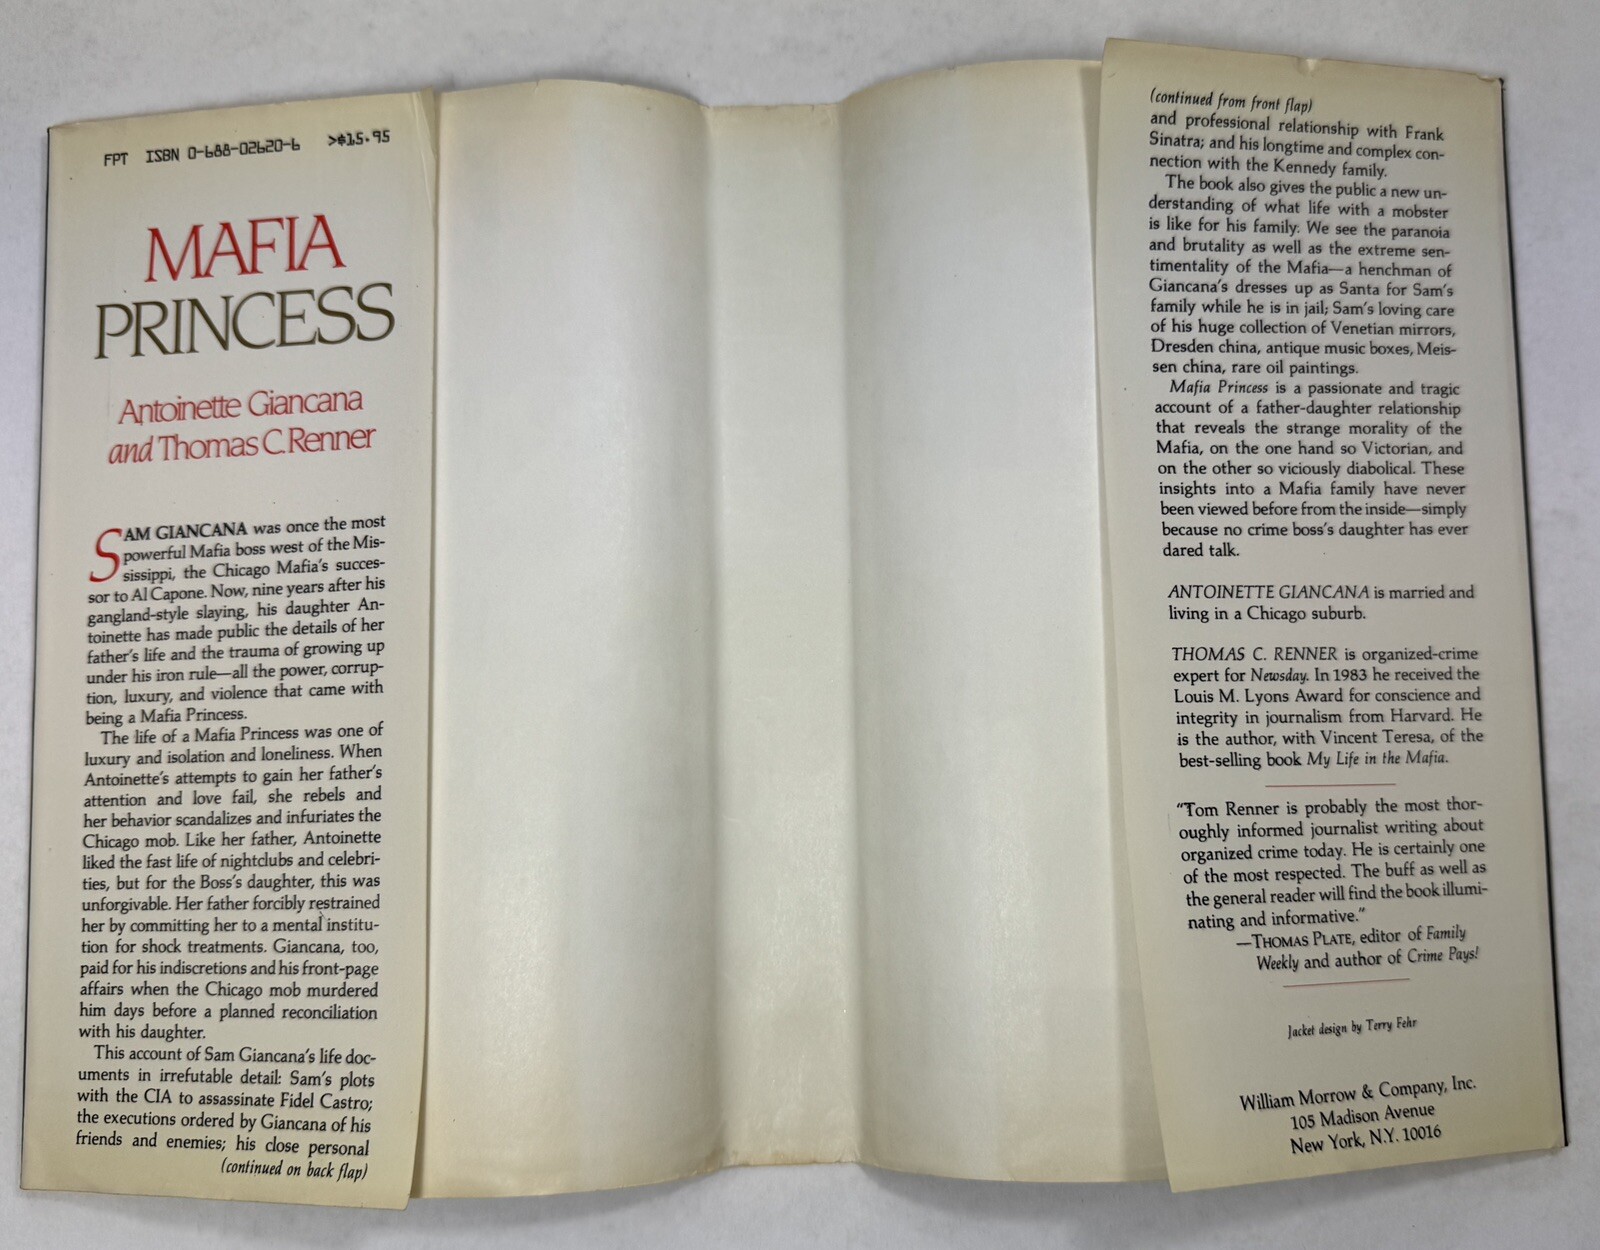 FPT ISBN 0-688-02620-6 >$15.95
MAFIA
PRINCESS
Antoinette Giancana
and Thomas C. Renner
SAM GIANCANA was once the most
powerful Mafia boss west of the Mis-
sissippi, the Chicago Mafia's succes-
sor to Al Capone. Now, nine years after his
gangland-style slaying, his daughter An-
toinette has made public the details of her
father's life and the trauma of growing up
under his iron rule—all the power, corrup-
tion, luxury, and violence that came with
being a Mafia Princess.
The life of a Mafia Princess was one of
luxury and isolation and loneliness. When
Antoinette's attempts to gain her father's
attention and love fail, she rebels and
her behavior scandalizes and infuriates the
Chicago mob. Like her father, Antoinette
liked the fast life of nightclubs and celebri-
ties, but for the Boss's daughter, this was
unforgivable. Her father forcibly restrained
her by committing her to a mental institu-
tion for shock treatments. Giancana, too,
paid for his indiscretions and his front-page
affairs when the Chicago mob murdered
him days before a planned reconciliation
with his daughter.
This account of Sam Giancana's life doc-
uments in irrefutable detail: Sam's plots
with the CIA to assassinate Fidel Castro;
the executions ordered by Giancana of his
friends and enemies; his close personal
(continued on back flap)
(continued from front flap)
and professional relationship with Frank
Sinatra; and his longtime and complex con-
nection with the Kennedy family.
The book also gives the public a new un-
derstanding of what life with a mobster
is like for his family. We see the paranoia
and brutality as well as the extreme sen-
timentality of the Mafia—a henchman of
Giancana's dresses up as Santa for Sam's
family while he is in jail; Sam's loving care
of his huge collection of Venetian mirrors,
Dresden china, antique music boxes, Meis-
sen china, rare oil paintings.
Mafia Princess is a passionate and tragic
account of a father-daughter relationship
that reveals the strange morality of the
Mafia, on the one hand so Victorian, and
on the other so viciously diabolical. These
insights into a Mafia family have never
been viewed before from the inside—simply
because no crime boss's daughter has ever
dared talk.
ANTOINETTE GIANCANA is married and
living in a Chicago suburb.
THOMAS C. RENNER is organized-crime
expert for Newsday. In 1983 he received the
Louis M. Lyons Award for conscience and
integrity in journalism from Harvard. He
is the author, with Vincent Teresa, of the
best-selling book My Life in the Mafia.
"Tom Renner is probably the most thor-
oughly informed journalist writing about
organized crime today. He is certainly one
of the most respected. The buff as well as
the general reader will find the book illumi-
nating and informative."
—THOMAS PLATE, editor of Family
Weekly and author of Crime Pays!
Jacket design by Terry Fehr
William Morrow & Company, Inc.
105 Madison Avenue
New York, N.Y. 10016